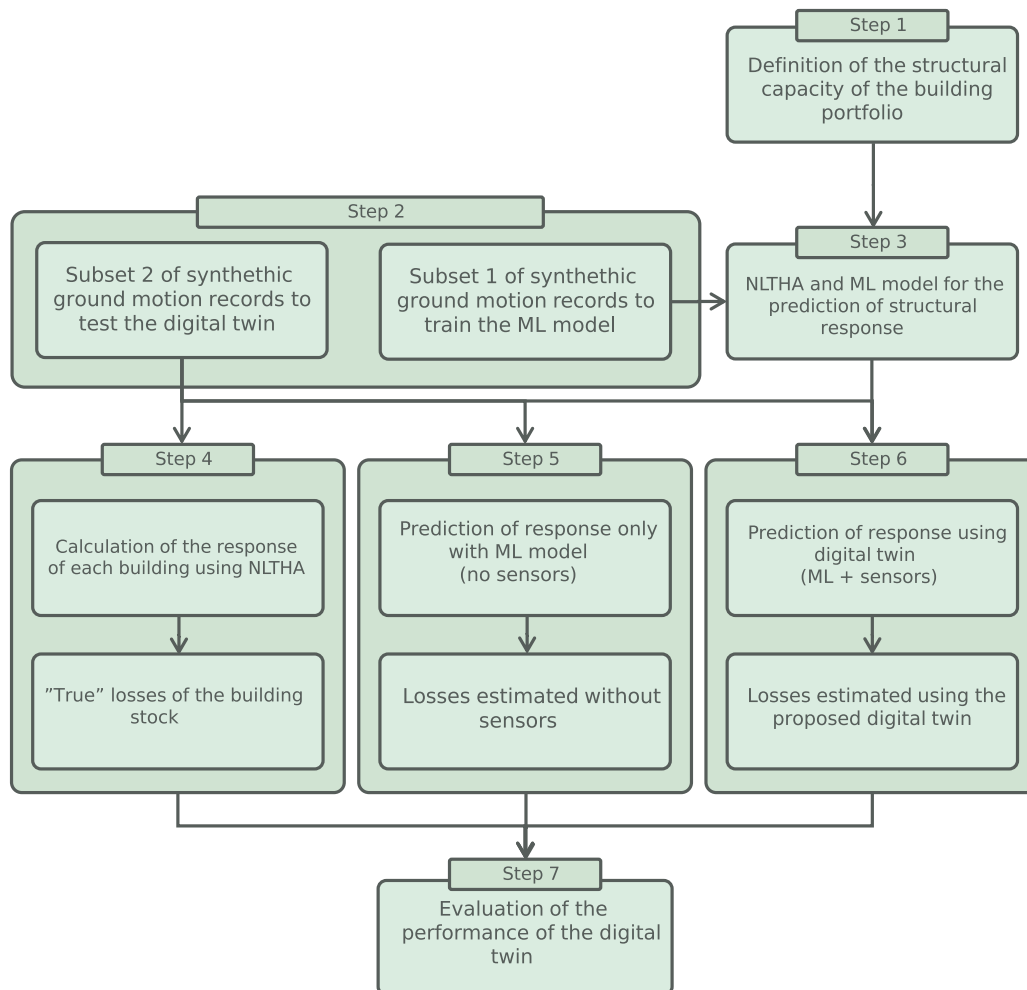 Step 1
Definition of the structural
capacity of the building
portfolio
Step 2
Subset 2 of synthethic
ground motion records to
test the digital twin
Subset 1 of synthethic
ground motion records to
train the ML model
Step 3
NLTHA and ML model for the
prediction of structural
response
Step 4
Calculation of the response
of each building using NLTHA
”True” losses of the building
stock
Step 5
Prediction of response only
with ML model
(no sensors)
Losses estimated without
sensors
Step 6
Prediction of response using
digital twin
(ML + sensors)
Losses estimated using the
proposed digital twin
Step 7
Evaluation of the
performance of the digital
twin